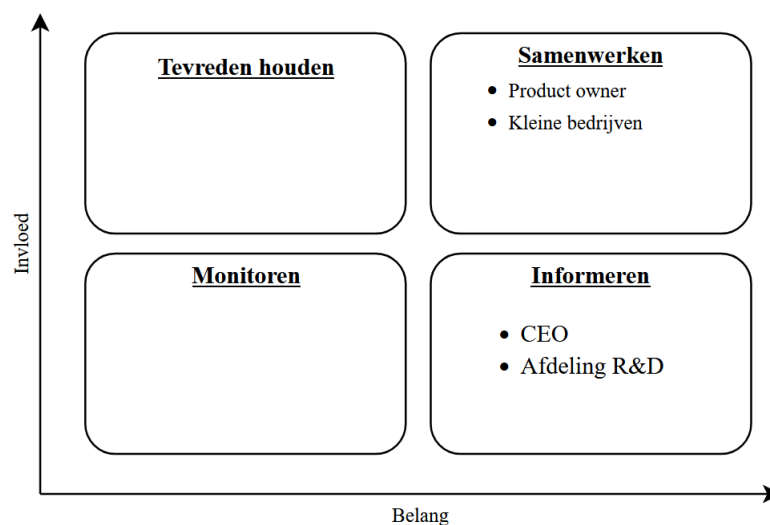 Tevreden houden
Samenwerken
• Product owner
• Kleine bedrijven
Invloed
Monitoren
Informeren
• CEO
• Afdeling R&D
Belang